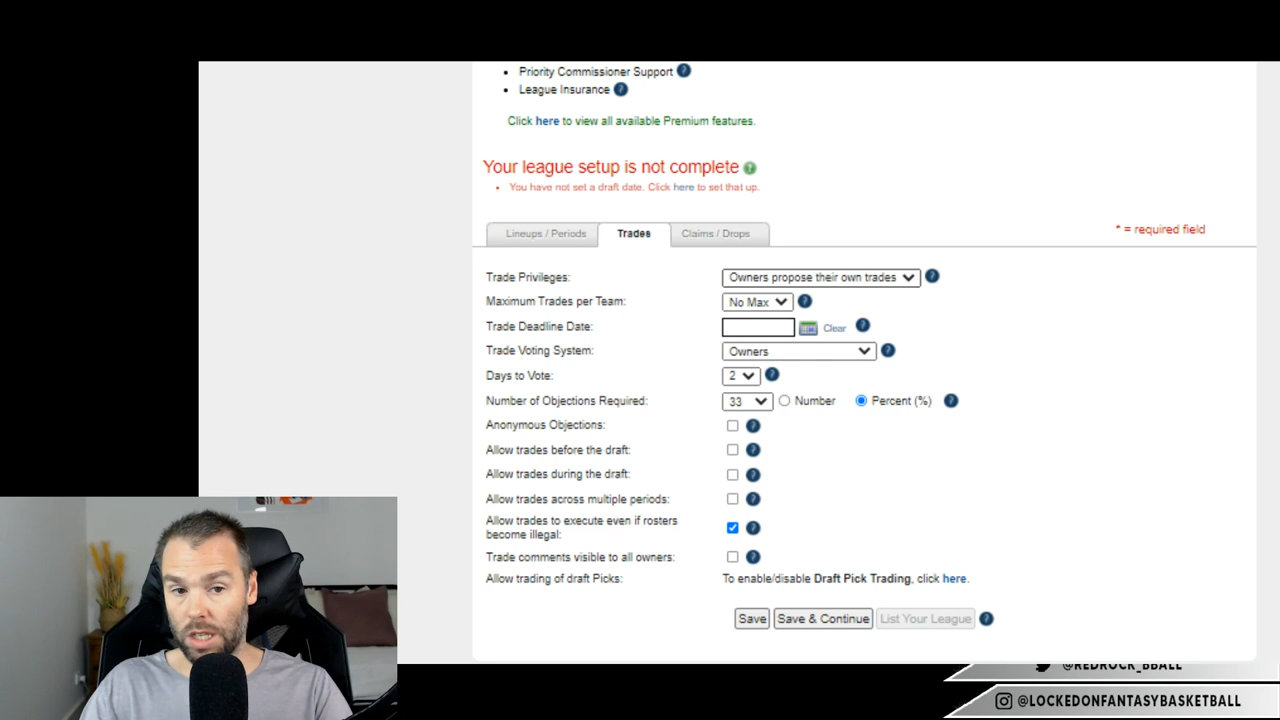 Priority Commissioner Support ?
League Insurance ?
Click here to view all available Premium features.
Your league setup is not complete ?
You have not set a draft date. Click here to set that up.
Lineups / Periods Trades Claims / Drops
* = required field
Trade Privileges: Owners propose their own trades ?
Maximum Trades per Team: No Max ?
Trade Deadline Date: Clear ?
Trade Voting System: Owners ?
Days to Vote: 2 ?
Number of Objections Required: 33 Number Percent (%) ?
Anonymous Objections: ?
Allow trades before the draft: ?
Allow trades during the draft: ?
Allow trades across multiple periods: ?
Allow trades to execute even if rosters
become illegal: ?
Trade comments visible to all owners: ?
Allow trading of draft Picks: To enable/disable Draft Pick Trading, click here.
Save Save & Continue List Your League ?
@REDROCK_BBALL
@LOCKEDONFANTASYBASKETBALL